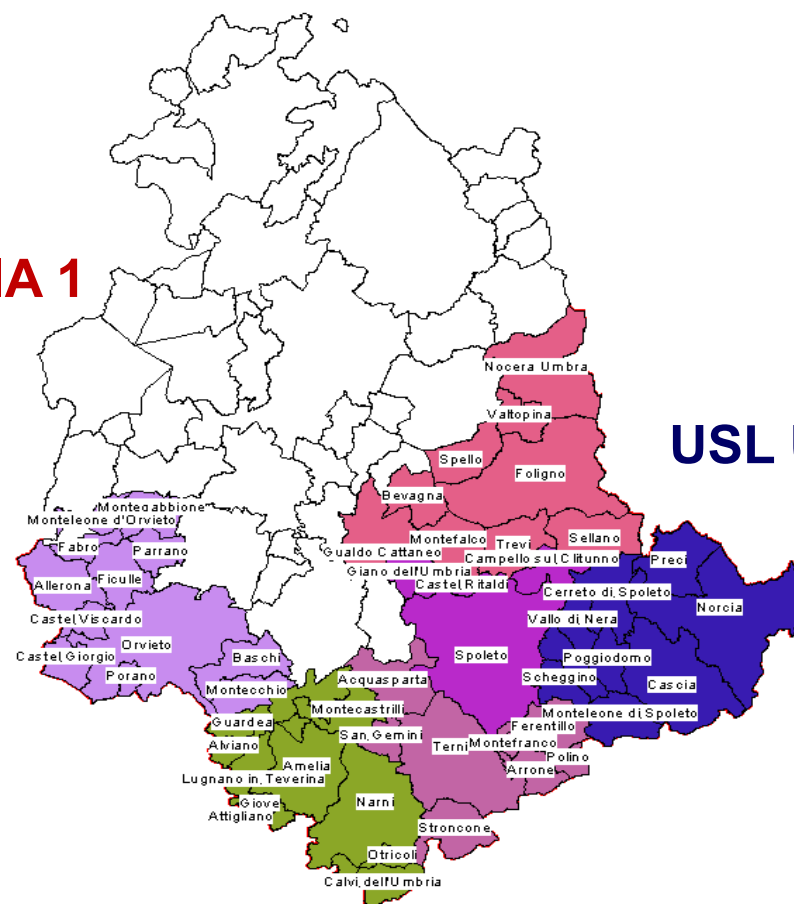 IA 1
Nocera Umbra
Valtopina
USL U
Spello
Foligno
Bevagna
Montegabbione
Monteleone d'Orvieto
Montefalco
Trevi
Sellano
Fabro
Parrano
Gualdo Cattaneo
Campello sul Clitunno
Preci
Giano dell'Umbria
Allerona
Ficulle
Castel Ritaldi
Cerreto di Spoleto
Norcia
Castel Viscardo
Vallo di Nera
Orvieto
Castel Giorgio
Baschi
Spoleto
Poggiodomo
Porano
Acquasparta
Scheggino
Cascia
Montecchio
Montecastrilli
Monteleone di Spoleto
Guardea
Ferentillo
San Gemini
Alviano
Terni
Montefranco
Polino
Amelia
Arrone
Lugnano in Teverina
Giove
Narni
Attigliano
Stroncone
Otricoli
Calvi dell'Umbria